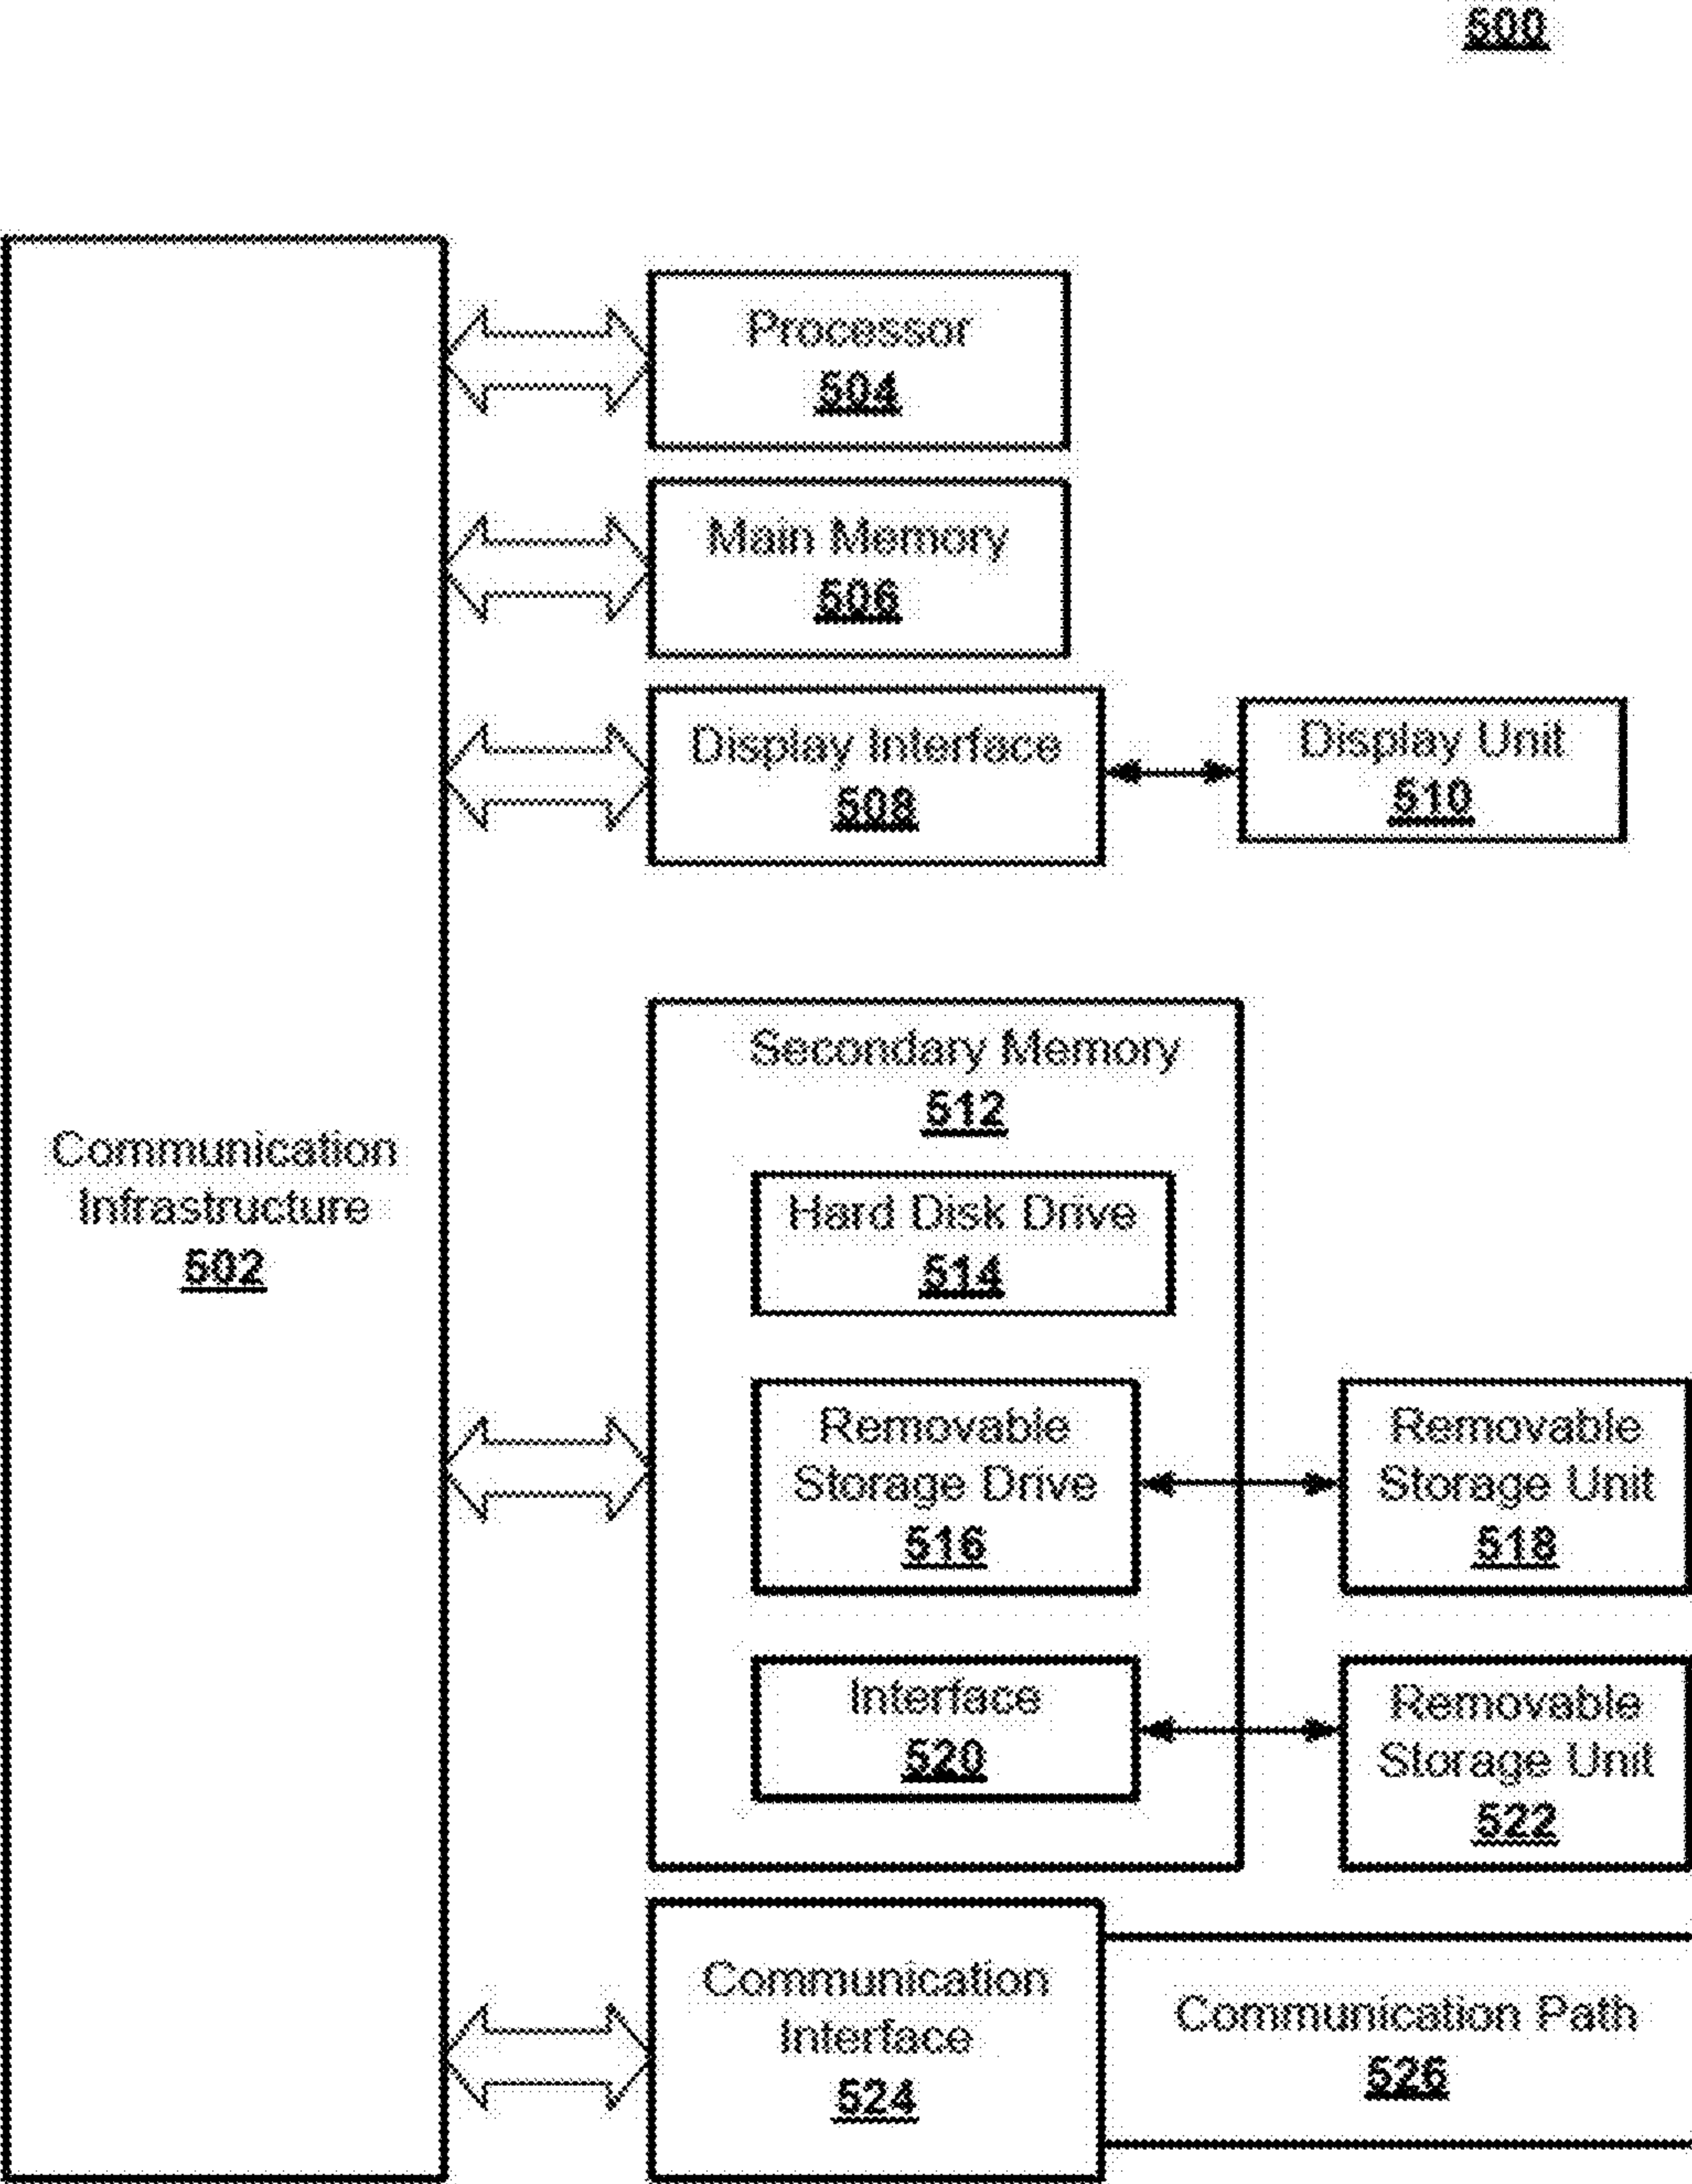 500
Processor
504
Main Memory
506
Display Interface
508
Display Unit
510
Secondary Memory
512
Communication
Infrastructure
502
Hard Disk Drive
514
Removable
Storage Drive
516
Removable
Storage Unit
518
Interface
520
Removable
Storage Unit
522
Communication
Interface
524
Communication Path
526